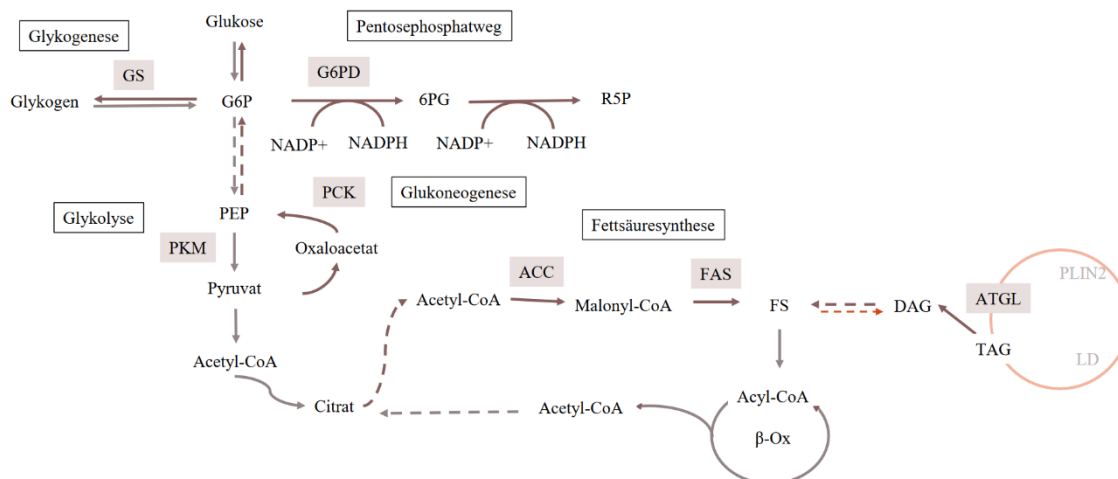 Glukose
Glykogenese
Pentosephosphatweg
GS
G6PD
Glykogen
G6P
6PG
R5P
NADP+
NADPH
NADP+
NADPH
PCK
Glukoneogenese
Glykolyse
PEP
Fettsäuresynthese
PKM
Oxaloacetat
ACC
FAS
PLIN2
Pyruvat
Acetyl-CoA
Malonyl-CoA
FS
DAG
ATGL
TAG
LD
Acetyl-CoA
Citrat
Acetyl-CoA
Acyl-CoA
β-Ox